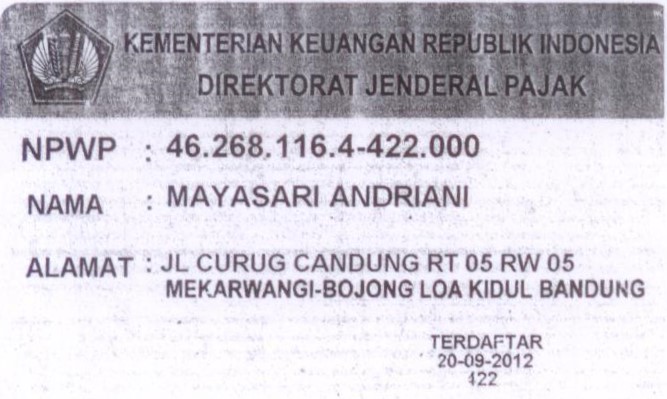 KEMENTERIAN KEUANGAN REPUBLIK INDONESIA
DIREKTORAT JENDERAL PAJAK
NPWP : 46.268.116.4-422.000
NAMA : MAYASARI ANDRIANI
ALAMAT : JL CURUG CANDUNG RT 05 RW 05
MEKARWANGI-BOJONG LOA KIDUL BANDUNG
TERDAFTAR
20-09-2012
422